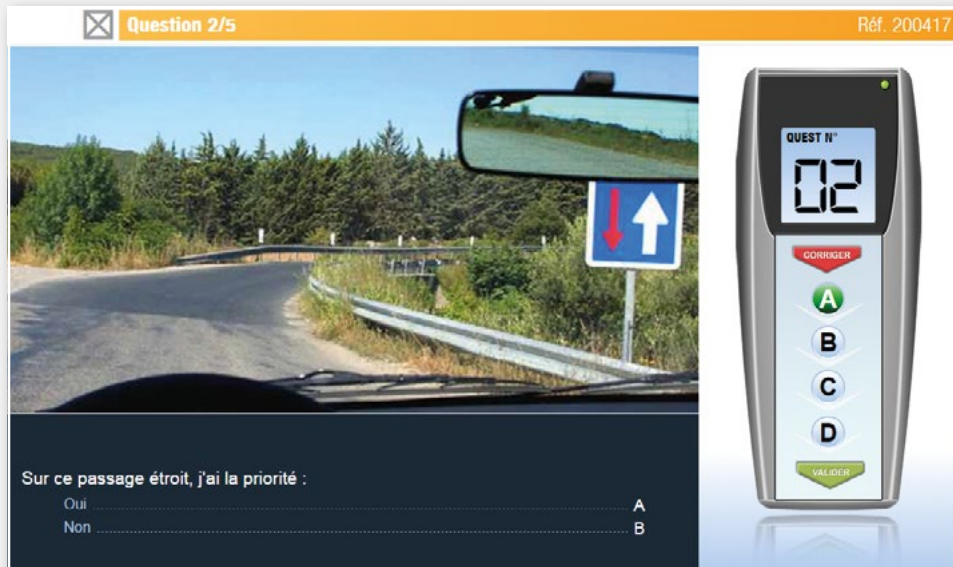 Question 2/5
Réf. 200417
QUEST N°
02
CORRIGER
A
B
C
D
VALIDER
Sur ce passage étroit, j'ai la priorité :
Oui ........ A
Non ........ B